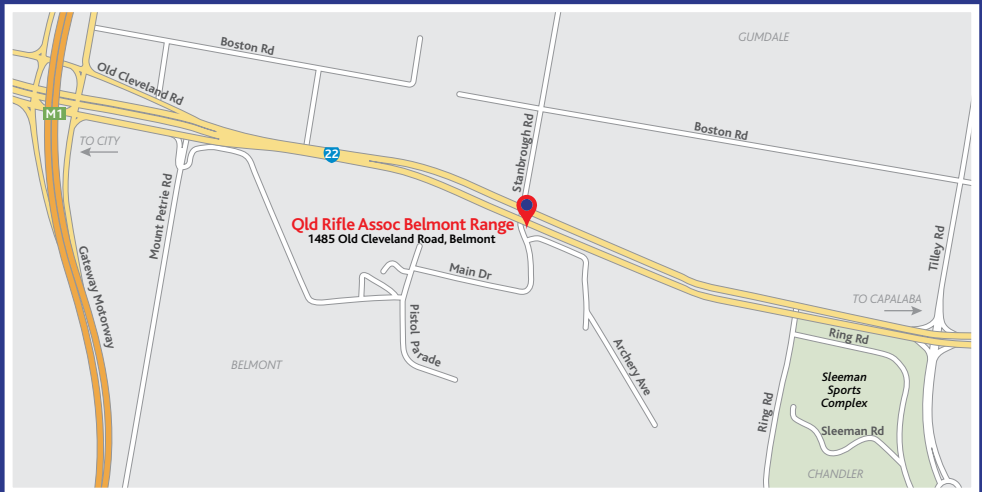 GUMDALE
Boston Rd
Old Cleveland Rd
M1
TO CITY
22
Stanbrough Rd
Boston Rd
Mount Petrie Rd
Qld Rifle Assoc Belmont Range
1485 Old Cleveland Road, Belmont
Tilley Rd
Gateway Motorway
Main Dr
TO CAPALABA
Pistol Parade
Ring Rd
BELMONT
Archery Ave
Sleeman
Sports
Complex
Ring Rd
Sleeman Rd
CHANDLER